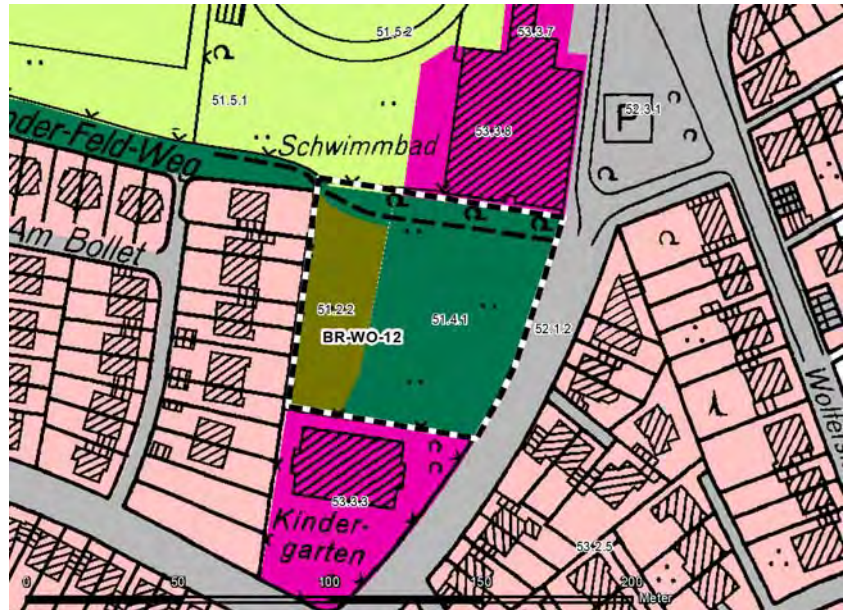 51.5.2
53.3.7
51.5.1
52.3.1
P
Schwimmbad
53.3.8
nder-Feld-Weg
Am Bollet
51.2.2
51.4.1
BR-WO-12
52.1.2
53.3.3
Kinder-
garten
53.2.5
0 50 100 150 200
Meter